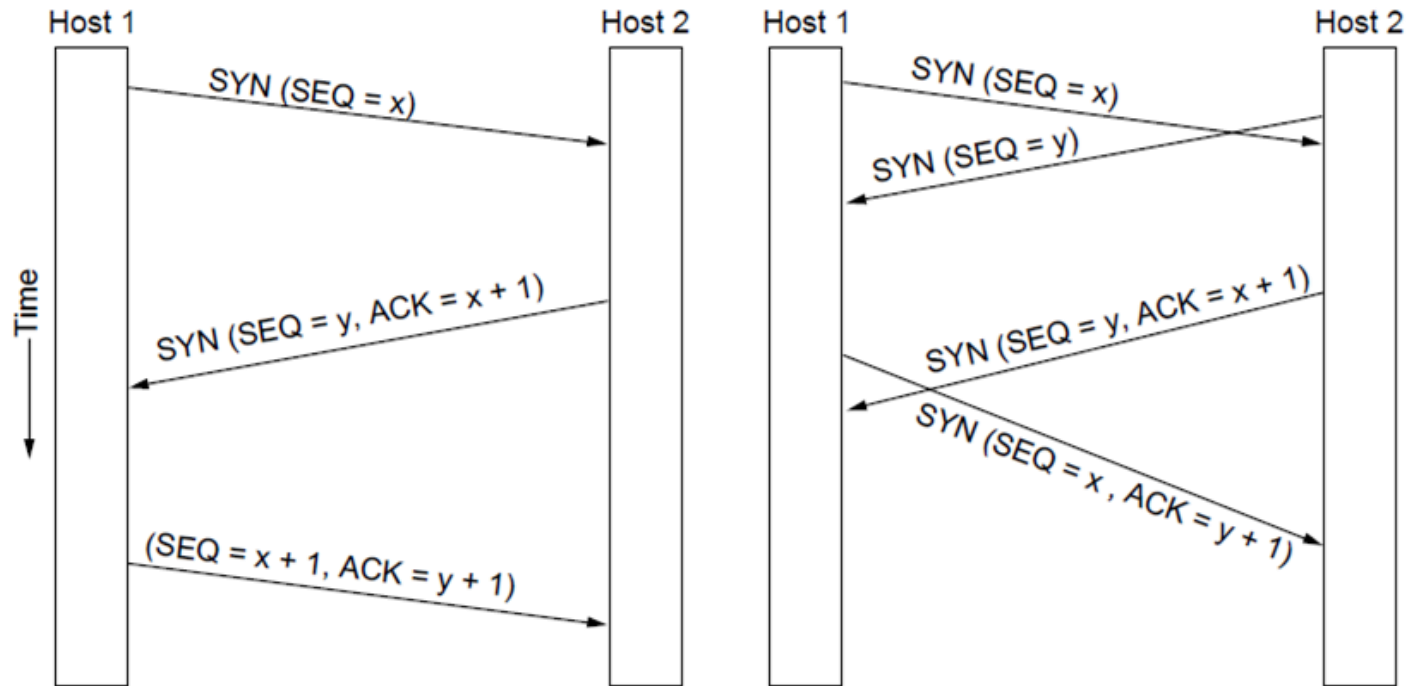 Host 1
Host 2
SYN (SEQ = x)
SYN (SEQ = y, ACK = x + 1)
(SEQ = x + 1, ACK = y + 1)
Time
Host 1
Host 2
SYN (SEQ = x)
SYN (SEQ = y)
SYN (SEQ = y, ACK = x + 1)
SYN (SEQ = x , ACK = y + 1)